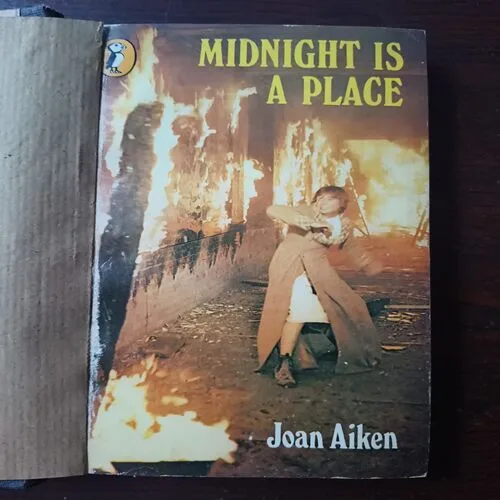 MIDNIGHT IS
A PLACE
Joan Aiken